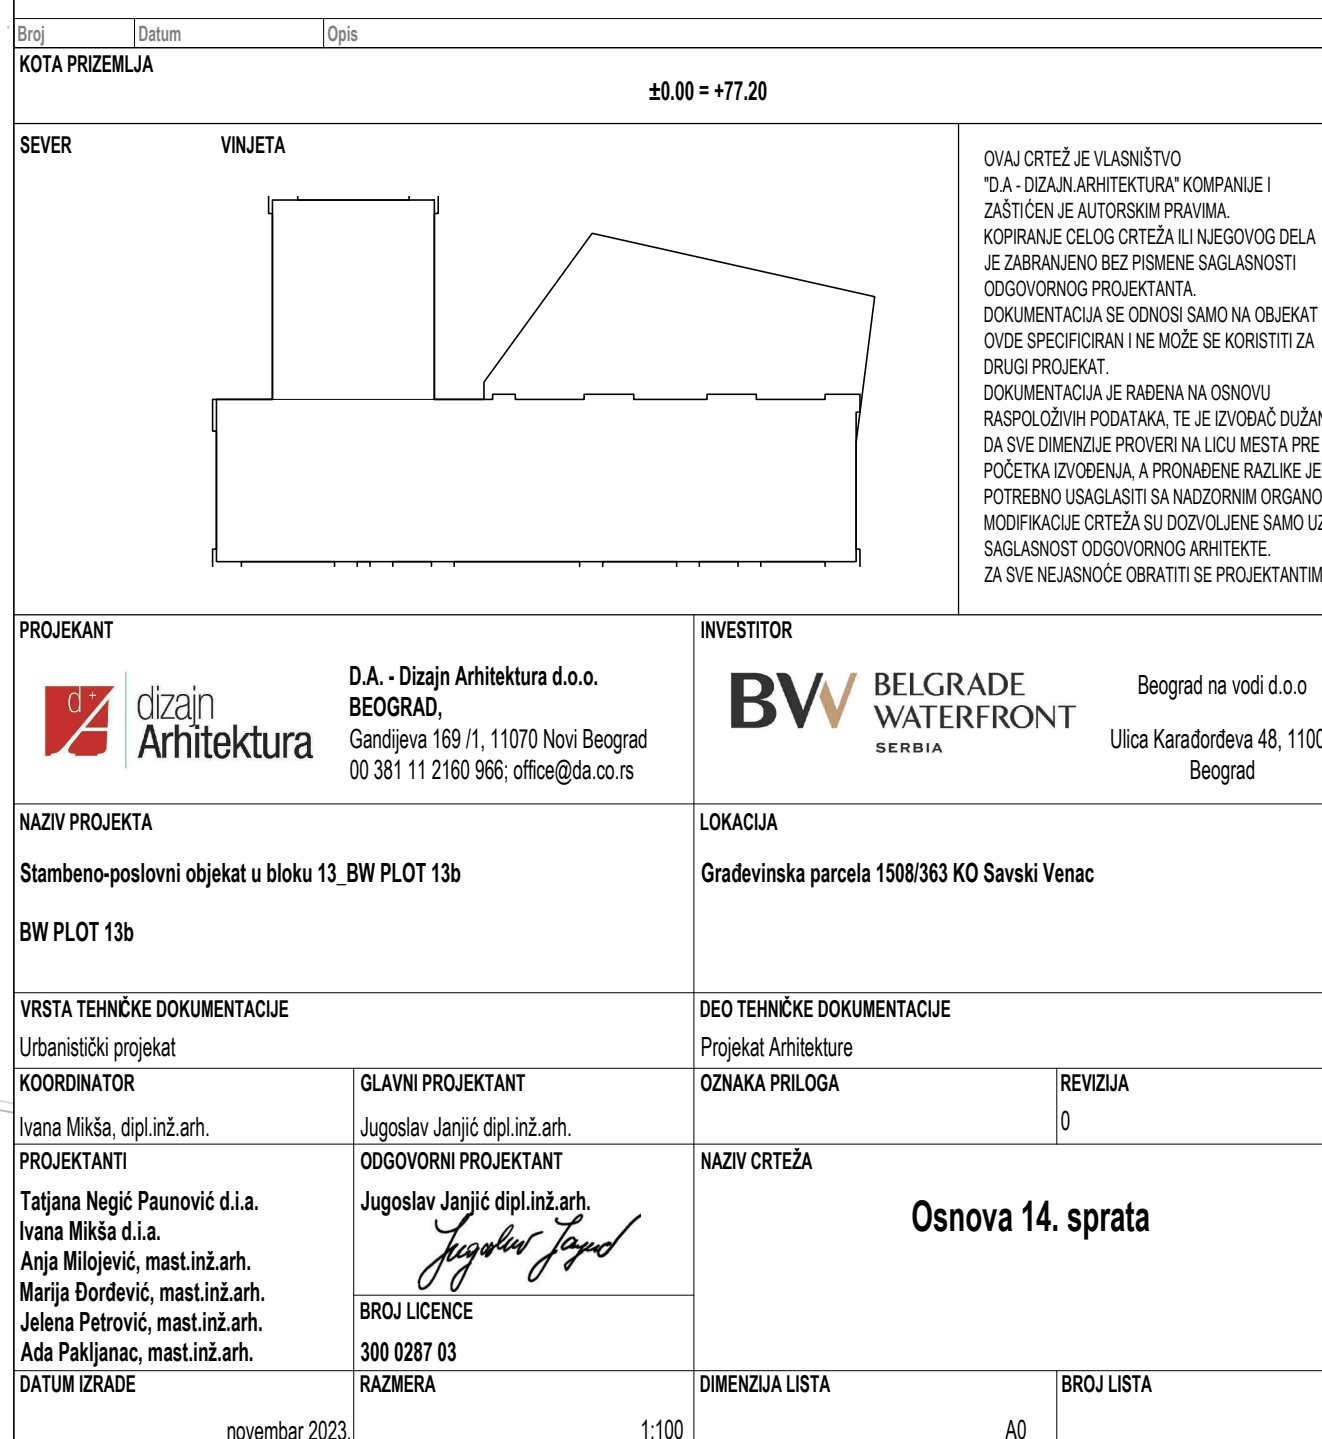 Broj Datum Opis
KOTA PRIZEMLJA
±0.00 = +77.20
SEVER VINJETA
OVAJ CRTEŽ JE VLASNIŠTVO
"D.A - DIZAJN.ARHITEKTURA" KOMPANIJE I
ZAŠTIĆEN JE AUTORSKIM PRAVIMA.
KOPIRANJE CELOG CRTEŽA ILI NJEGOVOG DELA
JE ZABRANJENO BEZ PISMENE SAGLASNOSTI
ODGOVORNOG PROJEKTANTA.
DOKUMENTACIJA SE ODNOSI SAMO NA OBJEKAT
OVDE SPECIFICIRAN I NE MOŽE SE KORISTITI ZA
DRUGI PROJEKAT.
DOKUMENTACIJA JE RAĐENA NA OSNOVU
RASPOLOŽIVIH PODATAKA, TE JE IZVOĐAČ DUŽAN
DA SVE DIMENZIJE PROVERI NA LICU MESTA PRE
POČETKA IZVOĐENJA, A PRONAĐENE RAZLIKE JE
POTREBNO USAGLASITI SA NADZORNIM ORGANO
MODIFIKACIJE CRTEŽA SU DOZVOLJENE SAMO UZ
SAGLASNOST ODGOVORNOG ARHITEKTE.
ZA SVE NEJASNOĆE OBRATITI SE PROJEKTANTIM
PROJEKANT
d+A dizajn
Arhitektura
D.A. - Dizajn Arhitektura d.o.o.
BEOGRAD,
Gandijeva 169 /1, 11070 Novi Beograd
00 381 11 2160 966; office@da.co.rs
INVESTITOR
BW BELGRADE
WATERFRONT
SERBIA
Beograd na vodi d.o.o
Ulica Karađorđeva 48, 1100
Beograd
NAZIV PROJEKTA
Stambeno-poslovni objekat u bloku 13_BW PLOT 13b
BW PLOT 13b
LOKACIJA
Građevinska parcela 1508/363 KO Savski Venac
VRSTA TEHNIČKE DOKUMENTACIJE
Urbanistički projekat
DEO TEHNIČKE DOKUMENTACIJE
Projekat Arhitekture
KOORDINATOR
Ivana Mikša, dipl.inž.arh.
GLAVNI PROJEKTANT
Jugoslav Janjić dipl.inž.arh.
OZNAKA PRILOGA
REVIZIJA
0
PROJEKTANTI
Tatjana Negić Paunović d.i.a.
Ivana Mikša d.i.a.
Anja Milojević, mast.inž.arh.
Marija Đorđević, mast.inž.arh.
Jelena Petrović, mast.inž.arh.
Ada Pakljanac, mast.inž.arh.
ODGOVORNI PROJEKTANT
Jugoslav Janjić dipl.inž.arh.
BROJ LICENCE
300 0287 03
NAZIV CRTEŽA
Osnova 14. sprata
DATUM IZRADE
novembar 2023.
RAZMERA
1:100
DIMENZIJA LISTA
A0
BROJ LISTA